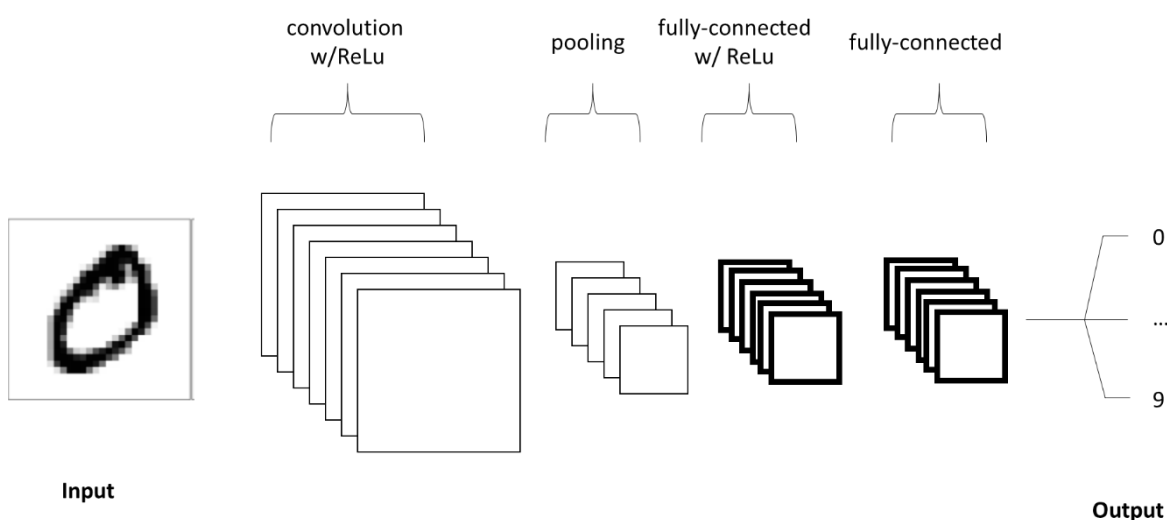 convolution
w/ReLu
pooling
fully-connected
w/ ReLu
fully-connected
0
...
9
Input
Output